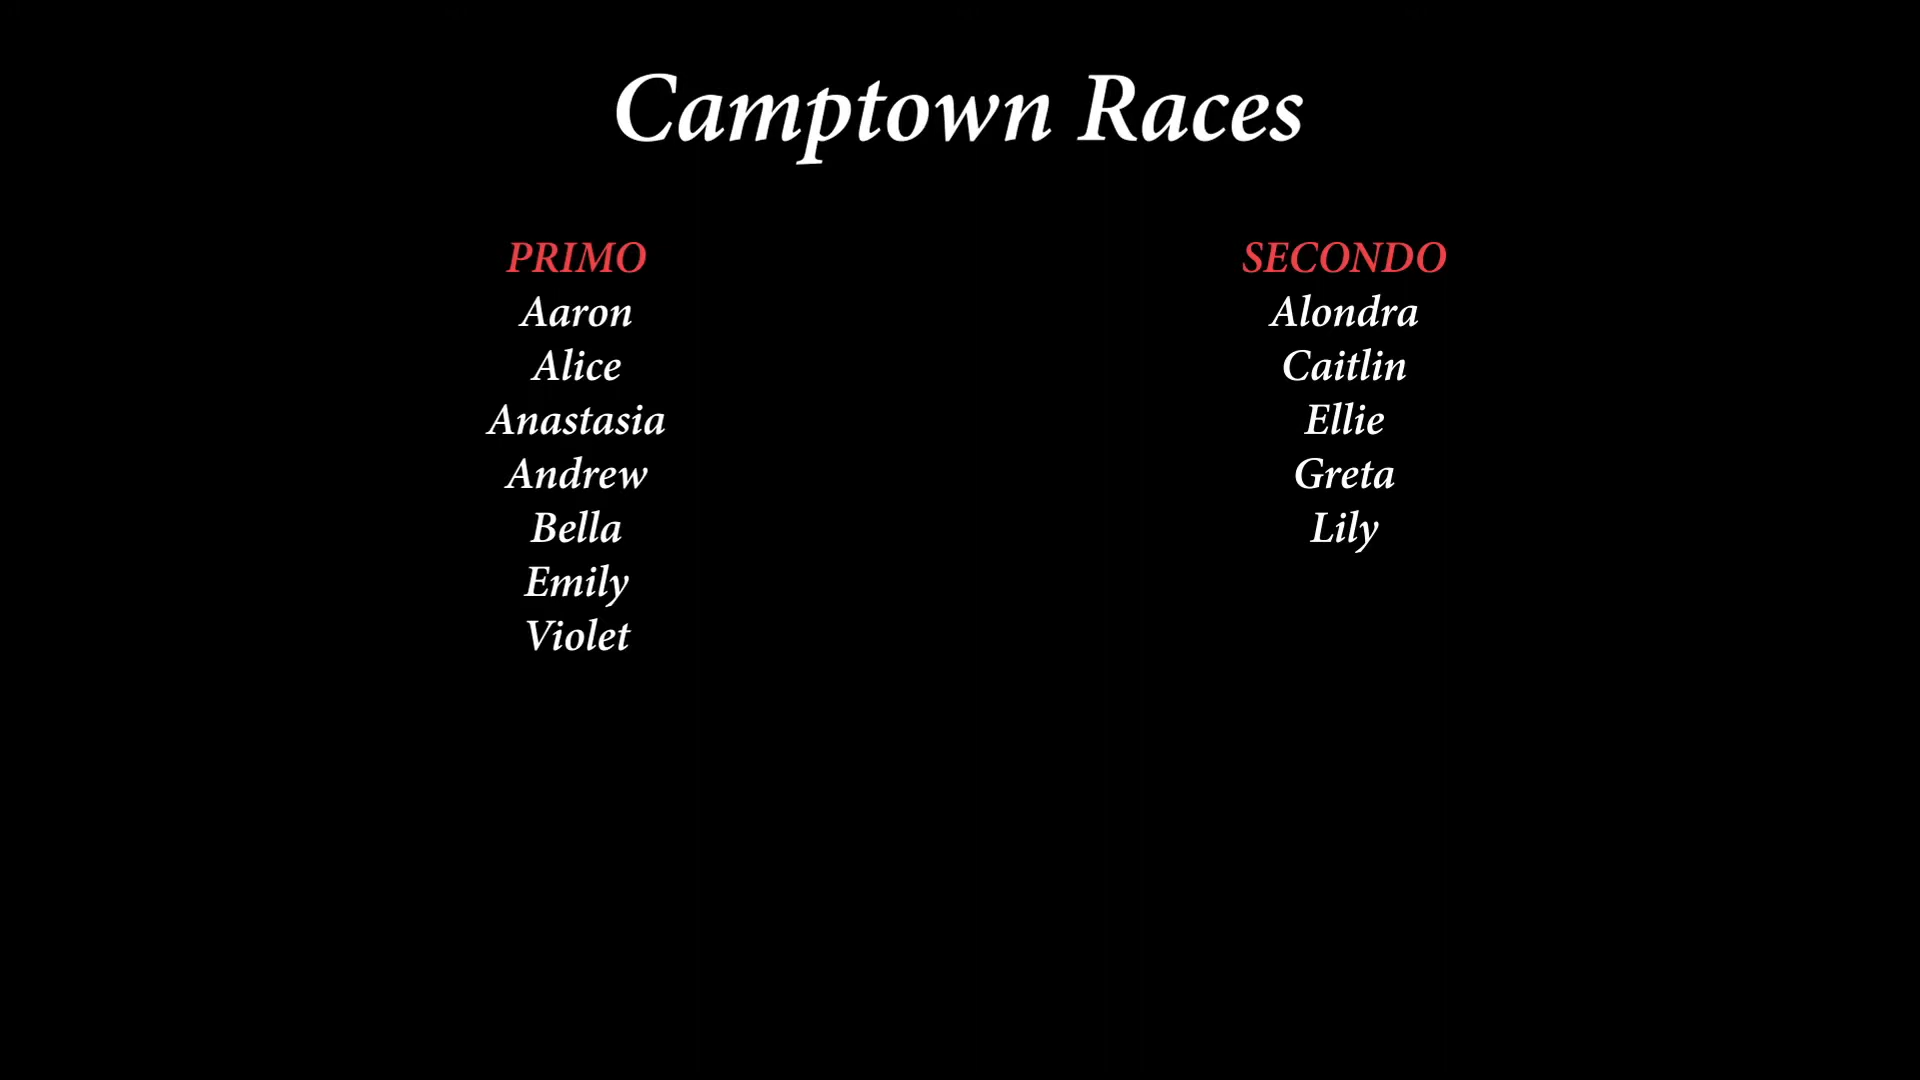 Camptown Races
PRIMO
Aaron
Alice
Anastasia
Andrew
Bella
Emily
Violet
SECONDO
Alondra
Caitlin
Ellie
Greta
Lily